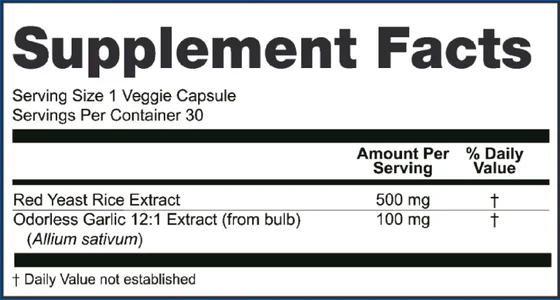 Supplement Facts
Serving Size 1 Veggie Capsule
Servings Per Container 30
Amount Per Serving % Daily Value
Red Yeast Rice Extract 500 mg †
Odorless Garlic 12:1 Extract (from bulb) 100 mg †
(Allium sativum)
† Daily Value not established